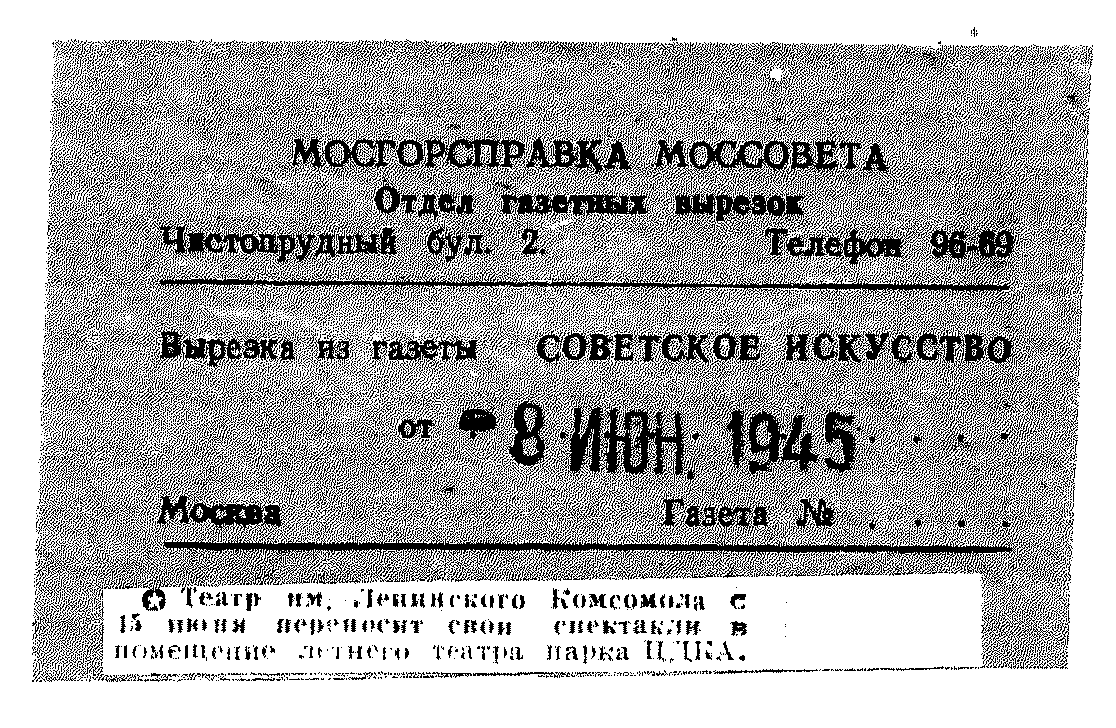 МОСГОРСПРАВКА МОССОВЕТА
Отдел газетных вырезок
Чистопрудный бул. 2. Телефон 96-69
Вырезка из газеты СОВЕТСКОЕ ИСКУССТВО
от - 8 ИЮН. 1945 . . . .
Москва Газета № . . . .
✪ Театр им. Ленинского Комсомола с
15 июня переносит свои спектакли в
помещение летнего театра парка ЦДКА.